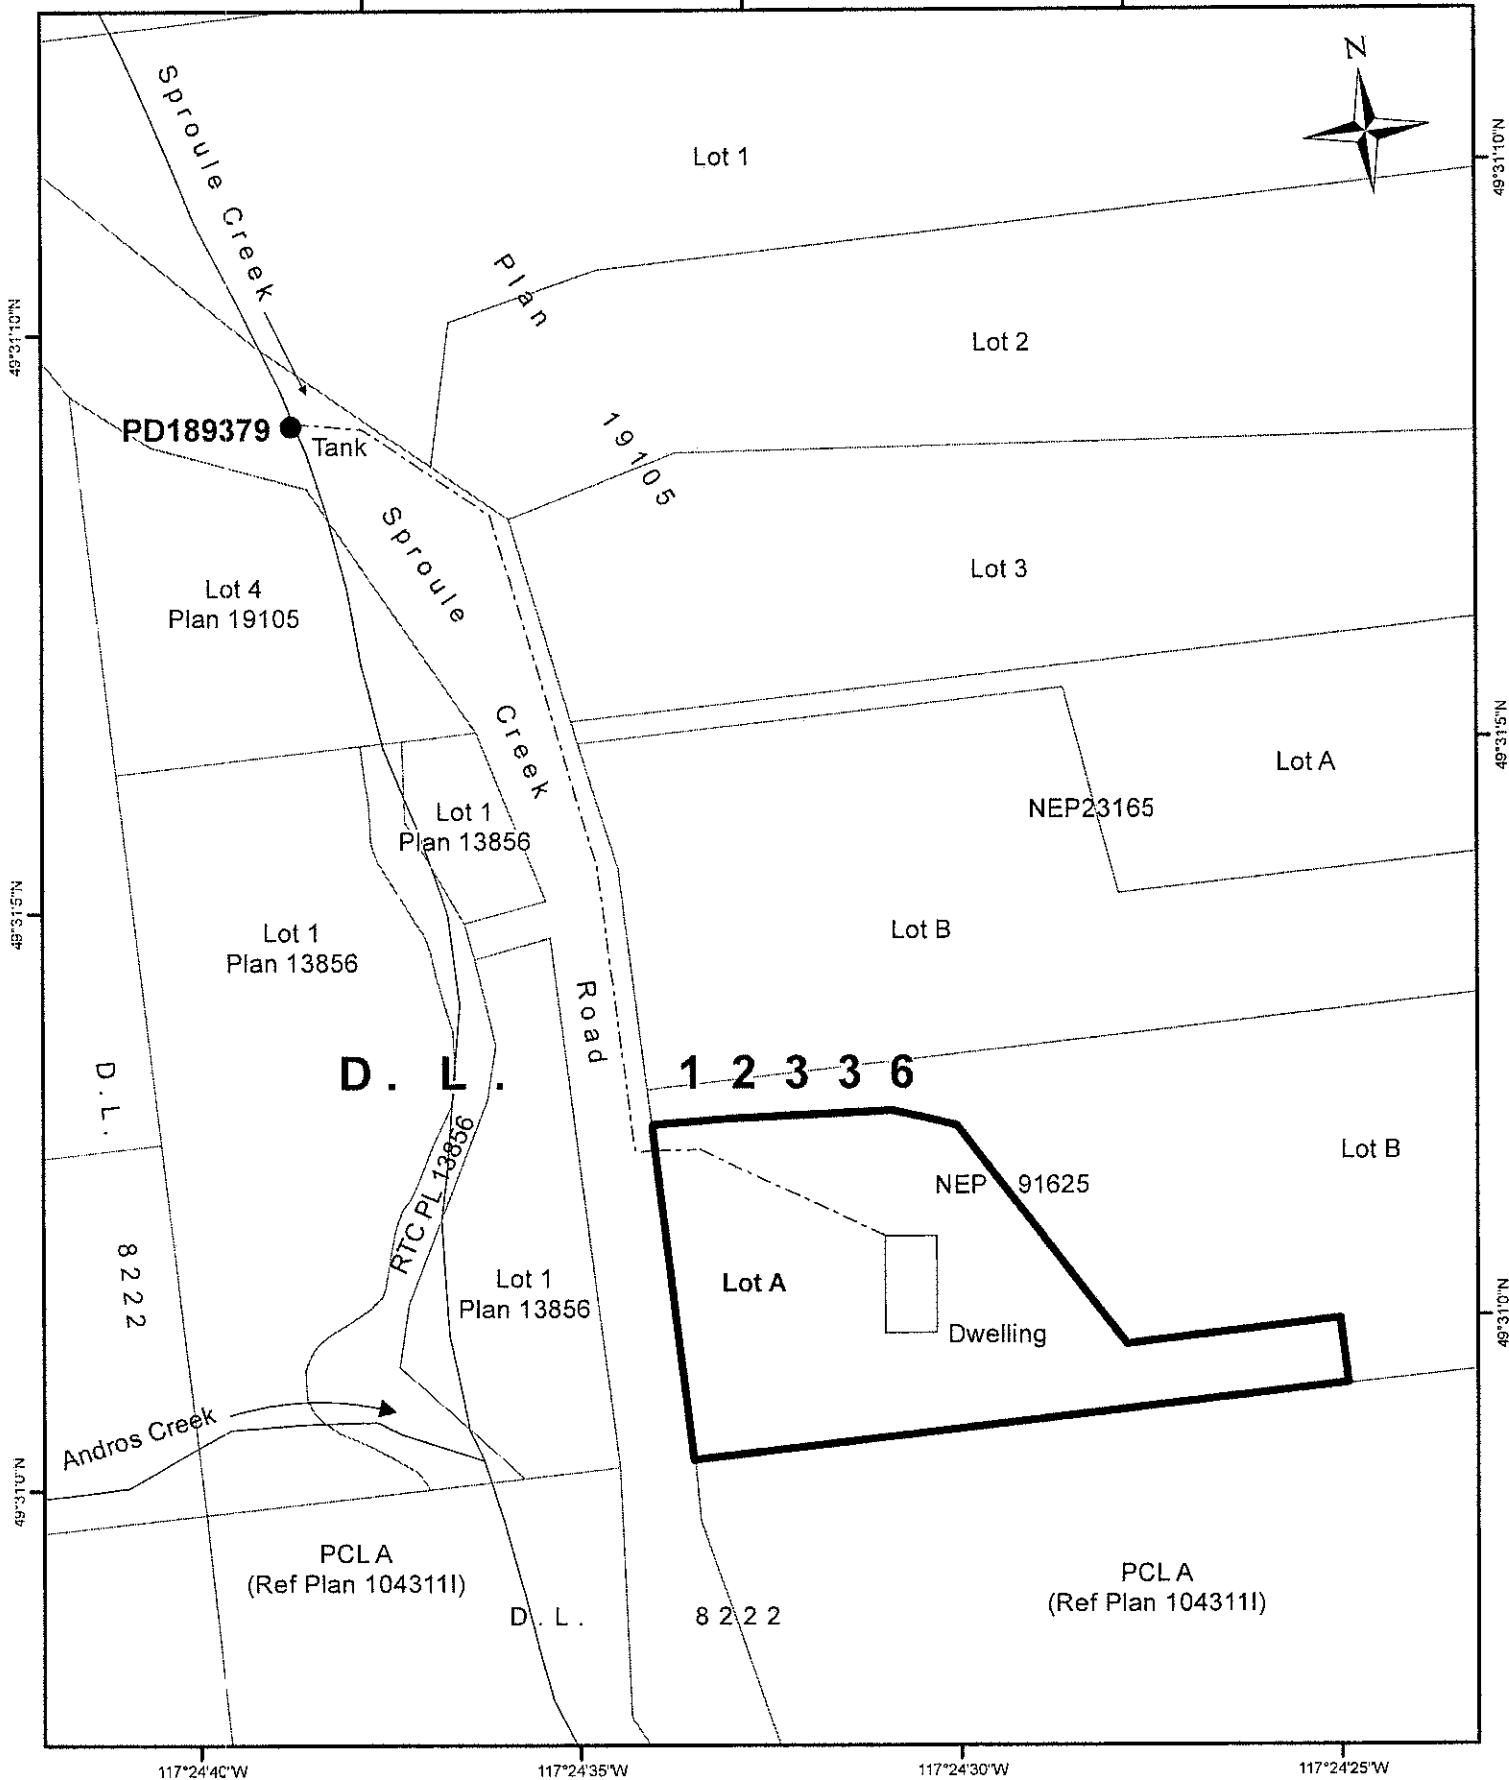 N
Sproule Creek
Lot 1
49°31'10"N
Plan
49°31'10"N
Lot 2
19105
PD189379
Tank
Sproule
Lot 3
Lot 4
Plan 19105
Creek
49°31'5"N
Lot A
NEP23165
Lot 1
Plan 13856
49°31'5"N
Lot B
Lot 1
Plan 13856
Road
D. L. 12336
D.L.
RTC PL 13856
Lot B
NEP 91625
8222
Lot 1
Plan 13856
Lot A
49°31'0"N
Dwelling
Andros Creek
49°31'0"N
PCL A
(Ref Plan 104311I)
PCL A
(Ref Plan 104311I)
D. L. 8222
117°24'40"W
117°24'35"W
117°24'30"W
117°24'25"W